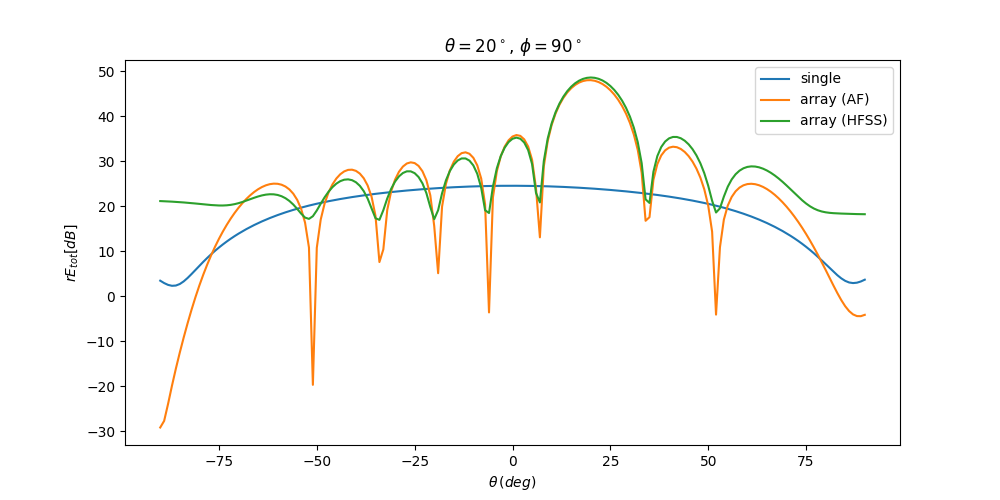 θ = 20°, ϕ = 90°
single
array (AF)
array (HFSS)
rE_tot[dB]
50
40
30
20
10
0
−10
−20
−30
−75
−50
−25
0
25
50
75
θ (deg)